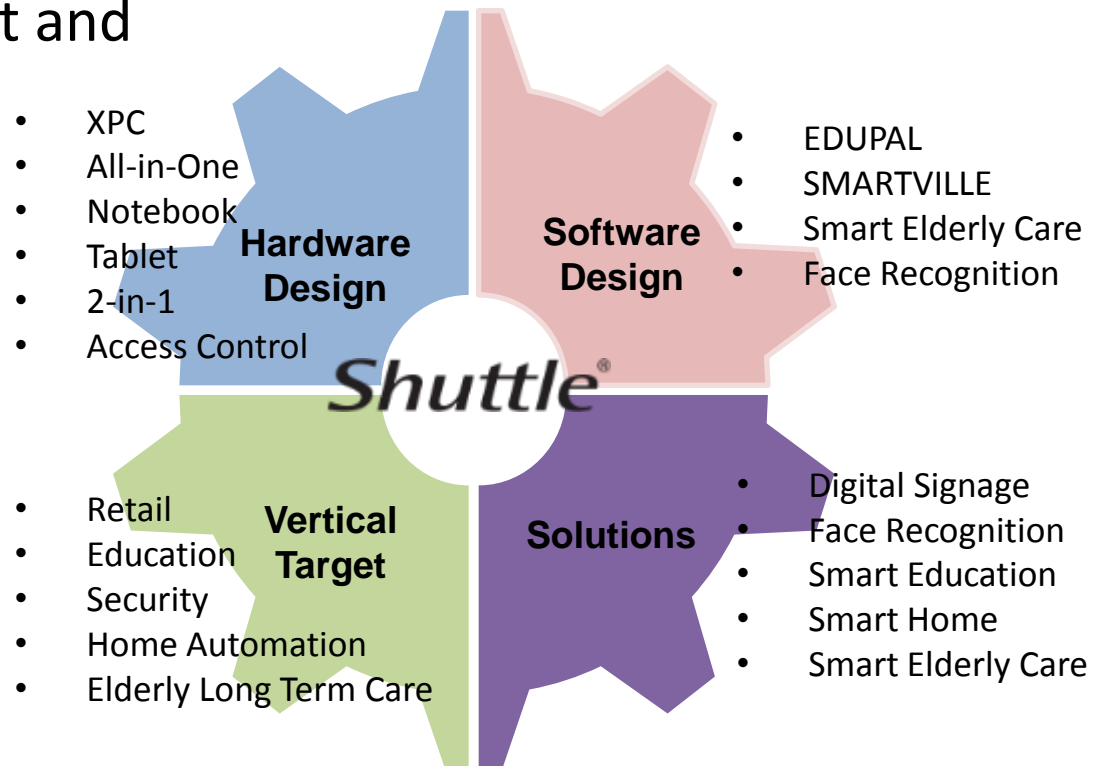 t and
• XPC
• All-in-One
• Notebook
• Tablet
• 2-in-1
• Access Control
Hardware
Design
Software
Design
• EDUPAL
• SMARTVILLE
• Smart Elderly Care
• Face Recognition
Shuttle®
• Retail
• Education
• Security
• Home Automation
• Elderly Long Term Care
Vertical
Target
Solutions
• Digital Signage
• Face Recognition
• Smart Education
• Smart Home
• Smart Elderly Care